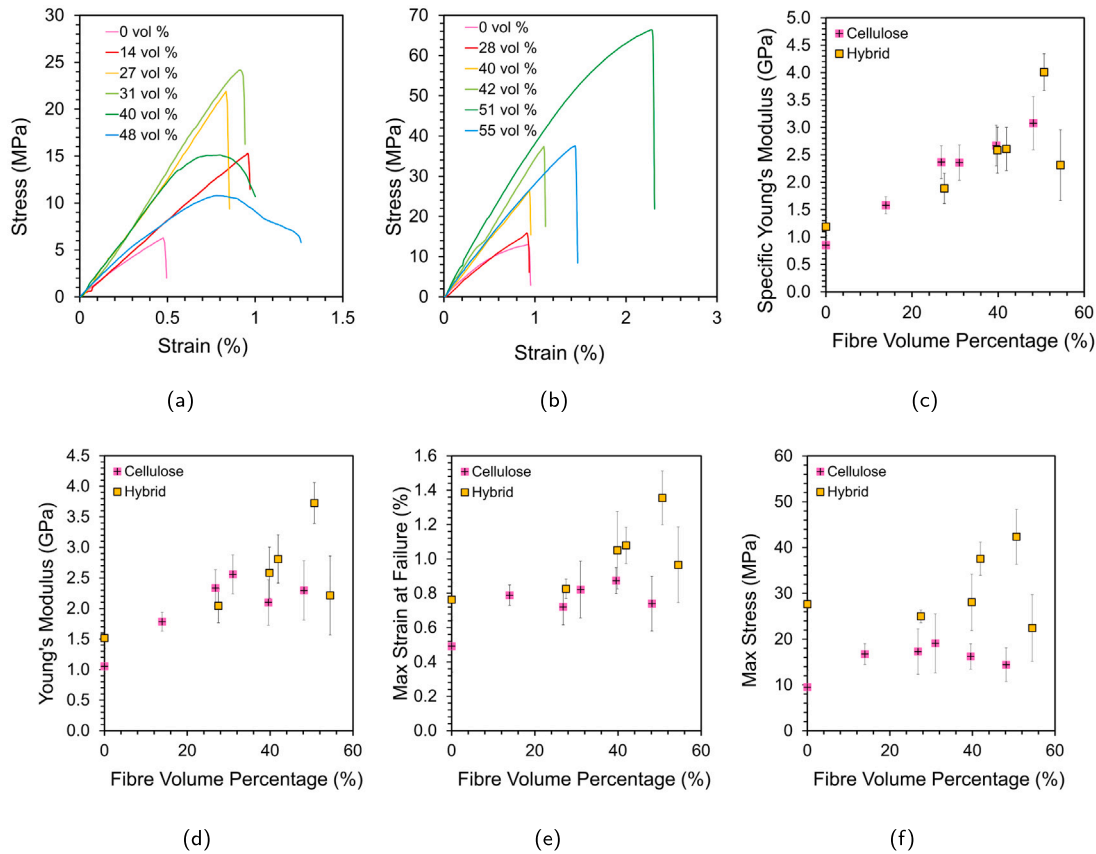 30
25
20
15
10
5
0
Stress (MPa)
0 vol %
14 vol %
27 vol %
31 vol %
40 vol %
48 vol %
0
0.5
1
1.5
Strain (%)
(a)
70
60
50
40
30
20
10
0
Stress (MPa)
0 vol %
28 vol %
40 vol %
42 vol %
51 vol %
55 vol %
0
1
2
3
Strain (%)
(b)
5.0
4.5
4.0
3.5
3.0
2.5
2.0
1.5
1.0
0.5
0.0
Specific Young's Modulus (GPa)
Cellulose
Hybrid
0
20
40
60
Fibre Volume Percentage (%)
(c)
4.5
4.0
3.5
3.0
2.5
2.0
1.5
1.0
0.5
0.0
Young's Modulus (GPa)
Cellulose
Hybrid
0
20
40
60
Fibre Volume Percentage (%)
(d)
1.6
1.4
1.2
1.0
0.8
0.6
0.4
0.2
0.0
Max Strain at Failure (%)
Cellulose
Hybrid
0
20
40
60
Fibre Volume Percentage (%)
(e)
60
50
40
30
20
10
0
Max Stress (MPa)
Cellulose
Hybrid
0
20
40
60
Fibre Volume Percentage (%)
(f)